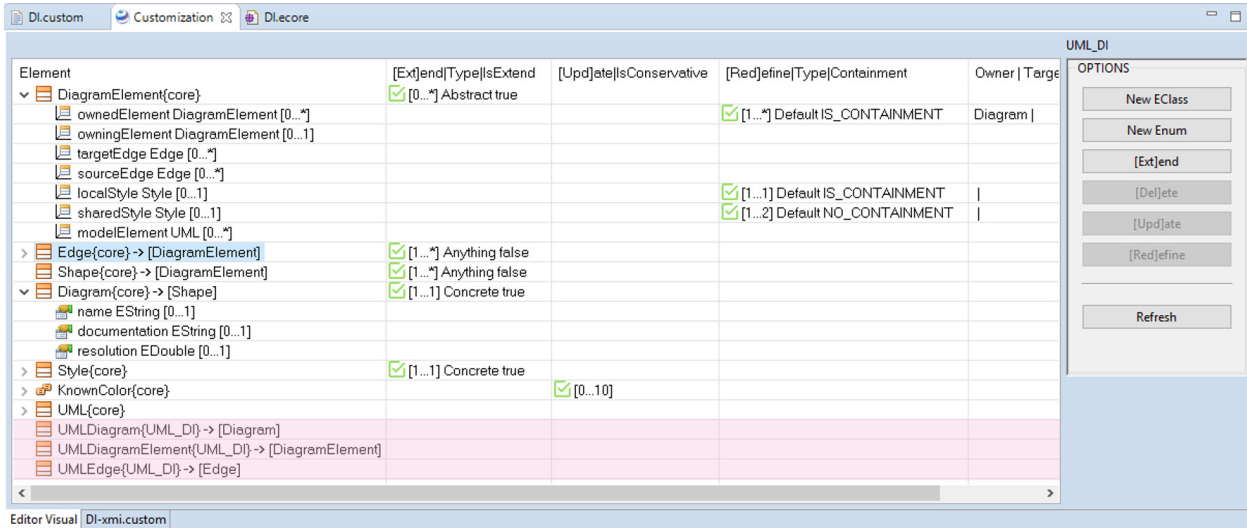 DI.custom Customization DI.ecore
UML_DI
Element [Ext]end|Type|IsExtend [Upd]ate|IsConservative [Red]efine|Type|Containment Owner | Targe
OPTIONS
DiagramElement{core} [0...*] Abstract true
New EClass
ownedElement DiagramElement [0...*] [1...*] Default IS_CONTAINMENT Diagram |
owningElement DiagramElement [0...1]
New Enum
targetEdge Edge [0...*]
[Ext]end
sourceEdge Edge [0...*]
localStyle Style [0...1] [1...1] Default IS_CONTAINMENT |
[Del]ete
sharedStyle Style [0...1] [1...2] Default NO_CONTAINMENT |
[Upd]ate
modelElement UML [0...*]
Edge{core} -> [DiagramElement] [1...*] Anything false
[Red]efine
Shape{core} -> [DiagramElement] [1...*] Anything false
Diagram{core} -> [Shape] [1...1] Concrete true
name EString [0...1]
Refresh
documentation EString [0...1]
resolution EDouble [0...1]
Style{core} [1...1] Concrete true
KnownColor{core} [0...10]
UML{core}
UMLDiagram{UML_DI} -> [Diagram]
UMLDiagramElement{UML_DI} -> [DiagramElement]
UMLEdge{UML_DI} -> [Edge]
Editor Visual DI-xmi.custom